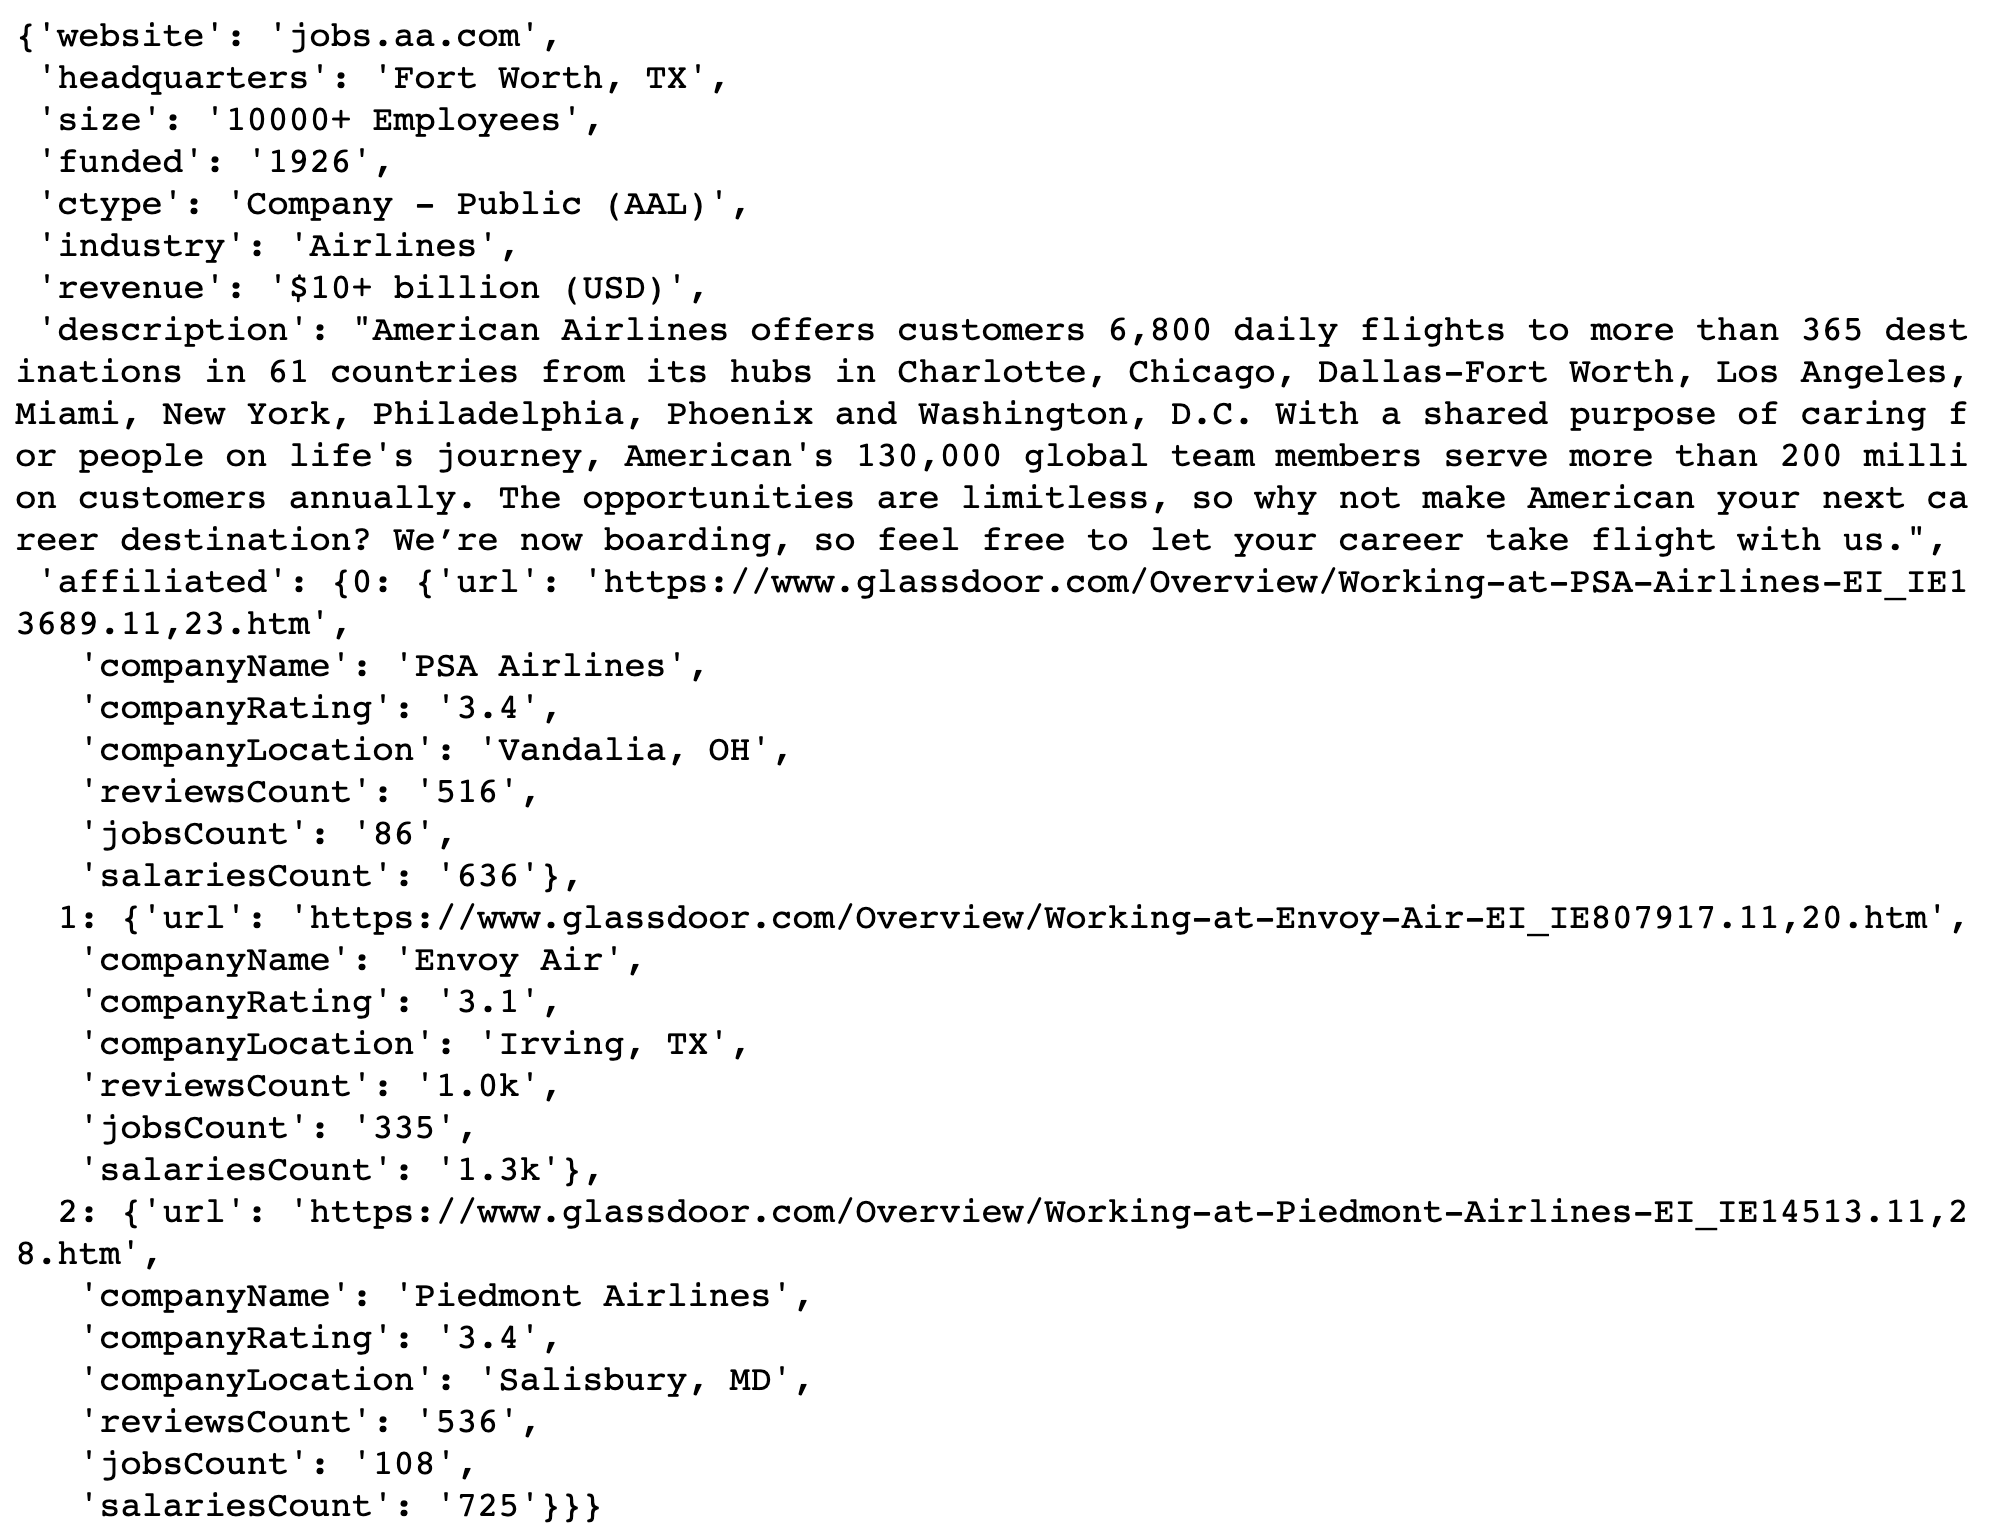 {'website': 'jobs.aa.com',
 'headquarters': 'Fort Worth, TX',
 'size': '10000+ Employees',
 'funded': '1926',
 'ctype': 'Company - Public (AAL)',
 'industry': 'Airlines',
 'revenue': '$10+ billion (USD)',
 'description': "American Airlines offers customers 6,800 daily flights to more than 365 dest
inations in 61 countries from its hubs in Charlotte, Chicago, Dallas-Fort Worth, Los Angeles,
Miami, New York, Philadelphia, Phoenix and Washington, D.C. With a shared purpose of caring f
or people on life's journey, American's 130,000 global team members serve more than 200 milli
on customers annually. The opportunities are limitless, so why not make American your next ca
reer destination? We’re now boarding, so feel free to let your career take flight with us.",
 'affiliated': {0: {'url': 'https://www.glassdoor.com/Overview/Working-at-PSA-Airlines-EI_IE1
3689.11,23.htm',
   'companyName': 'PSA Airlines',
   'companyRating': '3.4',
   'companyLocation': 'Vandalia, OH',
   'reviewsCount': '516',
   'jobsCount': '86',
   'salariesCount': '636'},
  1: {'url': 'https://www.glassdoor.com/Overview/Working-at-Envoy-Air-EI_IE807917.11,20.htm',
   'companyName': 'Envoy Air',
   'companyRating': '3.1',
   'companyLocation': 'Irving, TX',
   'reviewsCount': '1.0k',
   'jobsCount': '335',
   'salariesCount': '1.3k'},
  2: {'url': 'https://www.glassdoor.com/Overview/Working-at-Piedmont-Airlines-EI_IE14513.11,2
8.htm',
   'companyName': 'Piedmont Airlines',
   'companyRating': '3.4',
   'companyLocation': 'Salisbury, MD',
   'reviewsCount': '536',
   'jobsCount': '108',
   'salariesCount': '725'}}}